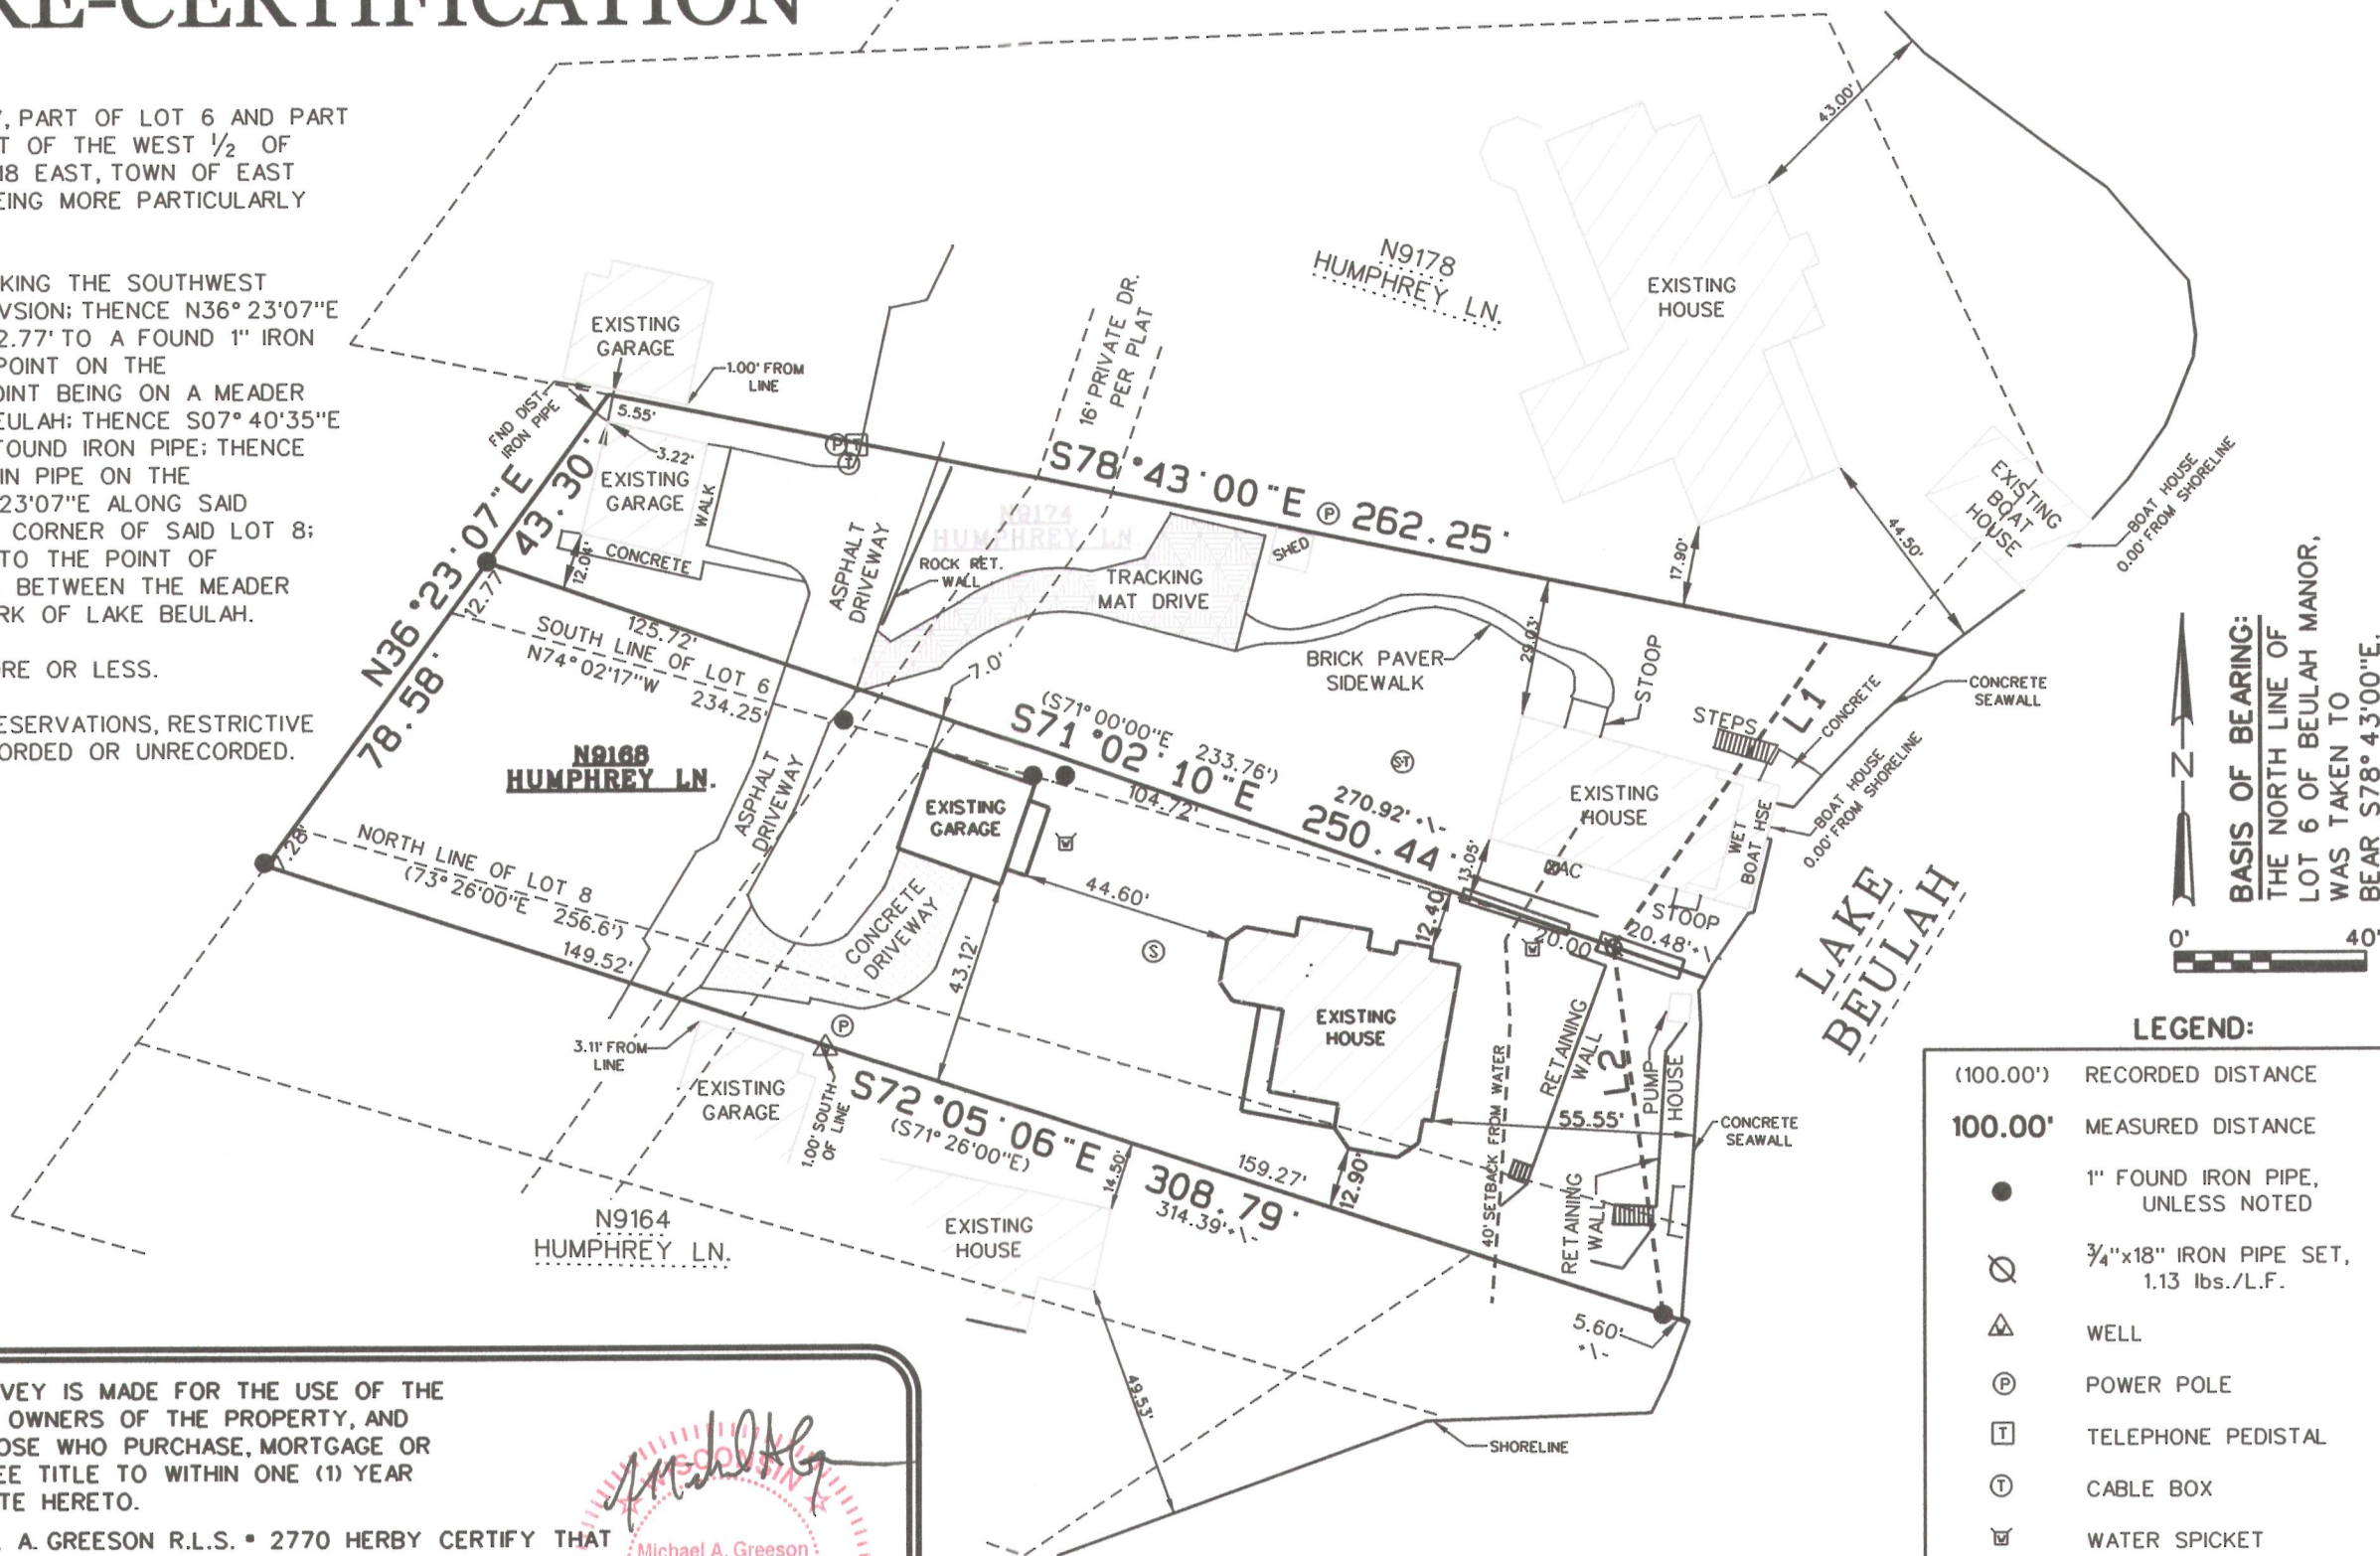 RE-CERTIFICATION
, PART OF LOT 6 AND PART
T OF THE WEST 1/2 OF
18 EAST, TOWN OF EAST
EING MORE PARTICULARLY
KING THE SOUTHWEST
VSION; THENCE N36°23'07"E
2.77' TO A FOUND 1" IRON
POINT ON THE
OINT BEING ON A MEADER
EULAH; THENCE S07°40'35"E
FOUND IRON PIPE; THENCE
IN PIPE ON THE
23'07"E ALONG SAID
CORNER OF SAID LOT 8;
TO THE POINT OF
BETWEEN THE MEADER
RK OF LAKE BEULAH.
ORE OR LESS.
ESERVATIONS, RESTRICTIVE
ORDED OR UNRECORDED.
EXISTING
GARAGE
1.00' FROM
LINE
FND DIST.
IRON PIPE
5.55'
3.22'
EXISTING
GARAGE
WALK
CONCRETE
12.04'
N36°23'07"E
43.30'
12.77'
78.58'
SOUTH LINE OF LOT 6
N74°02'17"W
234.25'
125.72'
N9168
HUMPHREY LN.
7.28'
NORTH LINE OF LOT 8
(73°26'00"E 256.6')
149.52'
3.11' FROM
LINE
P
T
T
ASPHALT
DRIVEWAY
ROCK RET.
WALL
N9174
HUMPHREY LN.
16' PRIVATE DR.
PER PLAT
S78°43'00"E P 262.25'
SHED
TRACKING
MAT DRIVE
BRICK PAVER
SIDEWALK
7.0'
(S71°00'00"E 233.76')
S71°02'10"E 250.44'
270.92'+\-
104.72'
ASPHALT
DRIVEWAY
EXISTING
GARAGE
44.60'
CONCRETE
DRIVEWAY
43.12'
S
P
EXISTING
GARAGE
1.00' SOUTH
OF LINE
S72°05'06"E 308.79'
(S71°26'00"E)
314.39'+\-
14.50'
159.27'
12.90'
N9164
HUMPHREY LN.
EXISTING
HOUSE
49.53'
SHORELINE
5.60'
+\-
N9178
HUMPHREY LN.
EXISTING
HOUSE
43.00'
17.90'
44.50'
EXISTING
BOAT
HOUSE
BOAT HOUSE
0.00' FROM SHORELINE
29.03'
STOOP
STEPS
L1
CONCRETE
CONCRETE
SEAWALL
ST
EXISTING
HOUSE
WET
BOAT HSE
BOAT HOUSE
0.00' FROM SHORELINE
AC
13.05'
STOOP
12.40'
20.00'
20.48'+\-
EXISTING
HOUSE
40' SETBACK FROM WATER
RETAINING
WALL
L2
PUMP
HOUSE
55.55'
CONCRETE
SEAWALL
RETAINING
WALL
LAKE
BEULAH
N
BASIS OF BEARING:
THE NORTH LINE OF
LOT 6 OF BEULAH MANOR,
WAS TAKEN TO
BEAR S78°43'00"E.
0' 40'
LEGEND:
(100.00') RECORDED DISTANCE
100.00' MEASURED DISTANCE
1" FOUND IRON PIPE,
UNLESS NOTED
3/4"x18" IRON PIPE SET,
1.13 lbs./L.F.
WELL
P POWER POLE
T TELEPHONE PEDISTAL
T CABLE BOX
W WATER SPICKET
VEY IS MADE FOR THE USE OF THE
OWNERS OF THE PROPERTY, AND
OSE WHO PURCHASE, MORTGAGE OR
EE TITLE TO WITHIN ONE (1) YEAR
TE HERETO.
A. GREESON R.L.S. # 2770 HERBY CERTIFY THAT
WISCONSIN
Michael A. Greeson